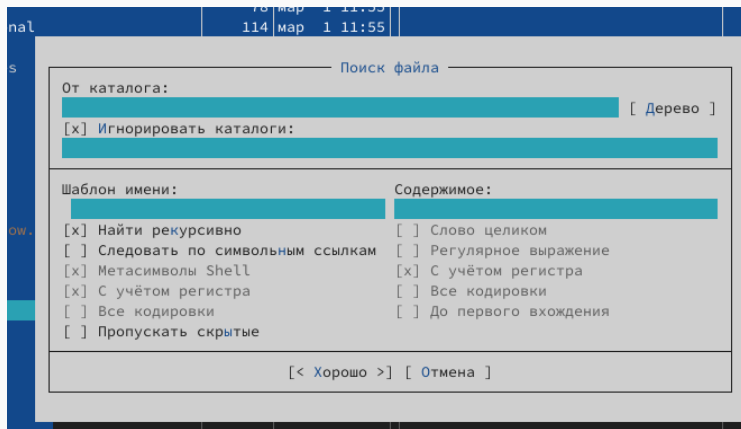 78 мар 1 11:55
nal 114 мар 1 11:55
s
Поиск файла
От каталога:
[ Дерево ]
[x] Игнорировать каталоги:
Шаблон имени: Содержимое:
ow. [x] Найти рекурсивно [ ] Слово целиком
[ ] Следовать по символьным ссылкам [ ] Регулярное выражение
[x] Метасимволы Shell [x] С учётом регистра
[x] С учётом регистра [ ] Все кодировки
[ ] Все кодировки [ ] До первого вхождения
[ ] Пропускать скрытые
[< Хорошо >] [ Отмена ]